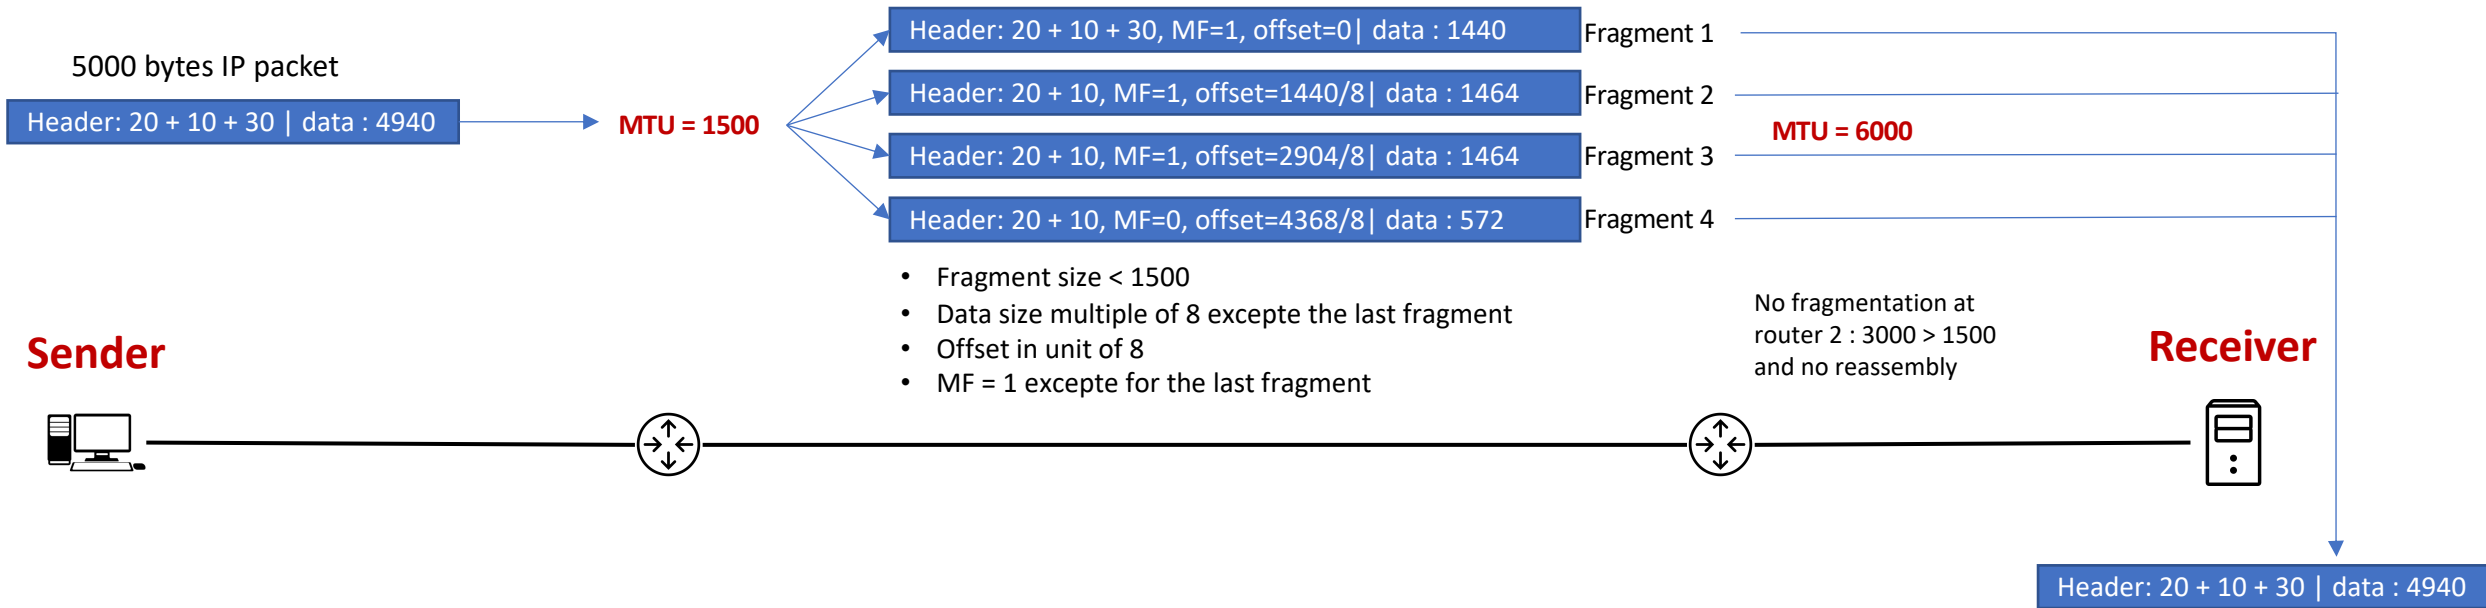 5000 bytes IP packet
Header: 20 + 10 + 30 | data : 4940
MTU = 1500
Header: 20 + 10 + 30, MF=1, offset=0| data : 1440
Fragment 1
Header: 20 + 10, MF=1, offset=1440/8| data : 1464
Fragment 2
Header: 20 + 10, MF=1, offset=2904/8| data : 1464
Fragment 3
Header: 20 + 10, MF=0, offset=4368/8| data : 572
Fragment 4
MTU = 6000
• Fragment size < 1500
• Data size multiple of 8 excepte the last fragment
• Offset in unit of 8
• MF = 1 excepte for the last fragment
No fragmentation at
router 2 : 3000 > 1500
and no reassembly
Sender
Receiver
Header: 20 + 10 + 30 | data : 4940